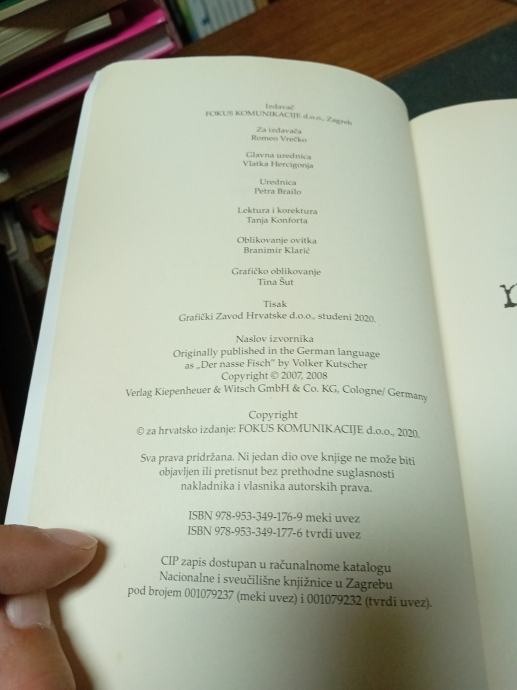 Izdavač
FOKUS KOMUNIKACIJE d.o.o., Zagreb
Za izdavača
Romeo Vrečko
Glavna urednica
Vlatka Hercigonja
Urednica
Petra Brailo
Lektura i korektura
Tanja Konforta
Oblikovanje ovitka
Branimir Klarić
Grafičko oblikovanje
Tina Šut
Tisak
Grafički Zavod Hrvatske d.o.o., studeni 2020.
Naslov izvornika
Originally published in the German language
as „Der nasse Fisch" by Volker Kutscher
Copyright © 2007, 2008
Verlag Kiepenheuer & Witsch GmbH & Co. KG, Cologne/ Germany
Copyright
© za hrvatsko izdanje: FOKUS KOMUNIKACIJE d.o.o., 2020.
Sva prava pridržana. Ni jedan dio ove knjige ne može biti
objavljen ili pretisnut bez prethodne suglasnosti
nakladnika i vlasnika autorskih prava.
ISBN 978-953-349-176-9 meki uvez
ISBN 978-953-349-177-6 tvrdi uvez
CIP zapis dostupan u računalnome katalogu
Nacionalne i sveučilišne knjižnice u Zagrebu
pod brojem 001079237 (meki uvez) i 001079232 (tvrdi uvez).